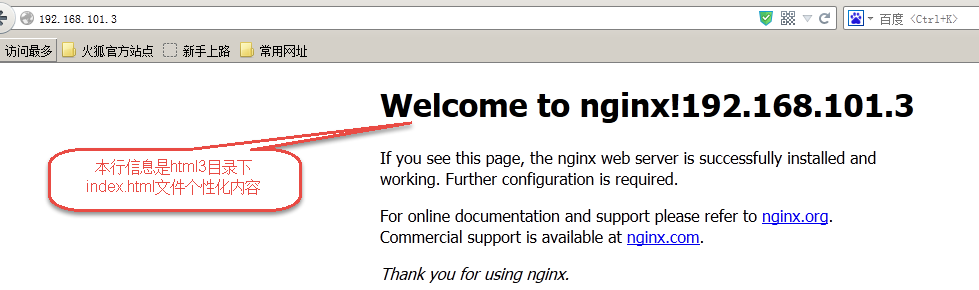 192.168.101.3
百度 <Ctrl+K>
访问最多 火狐官方站点 新手上路 常用网址
Welcome to nginx!192.168.101.3
本行信息是html3目录下
index.html文件个性化内容
If you see this page, the nginx web server is successfully installed and
working. Further configuration is required.
For online documentation and support please refer to nginx.org.
Commercial support is available at nginx.com.
Thank you for using nginx.